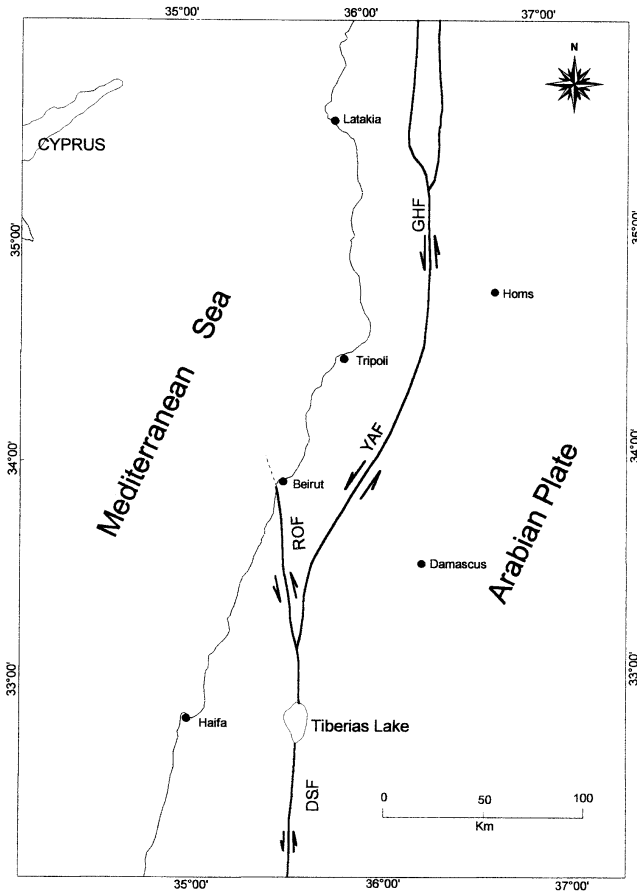 35°00'
36°00'
37°00'
N
Latakia
CYPRUS
GHF
35°00'
35°00'
Homs
Mediterranean Sea
Tripoli
YAF
34°00'
34°00'
Beirut
ROF
Arabian Plate
Damascus
33°00'
33°00'
Haifa
Tiberias Lake
DSF
0
50
100
Km
35°00'
36°00'
37°00'